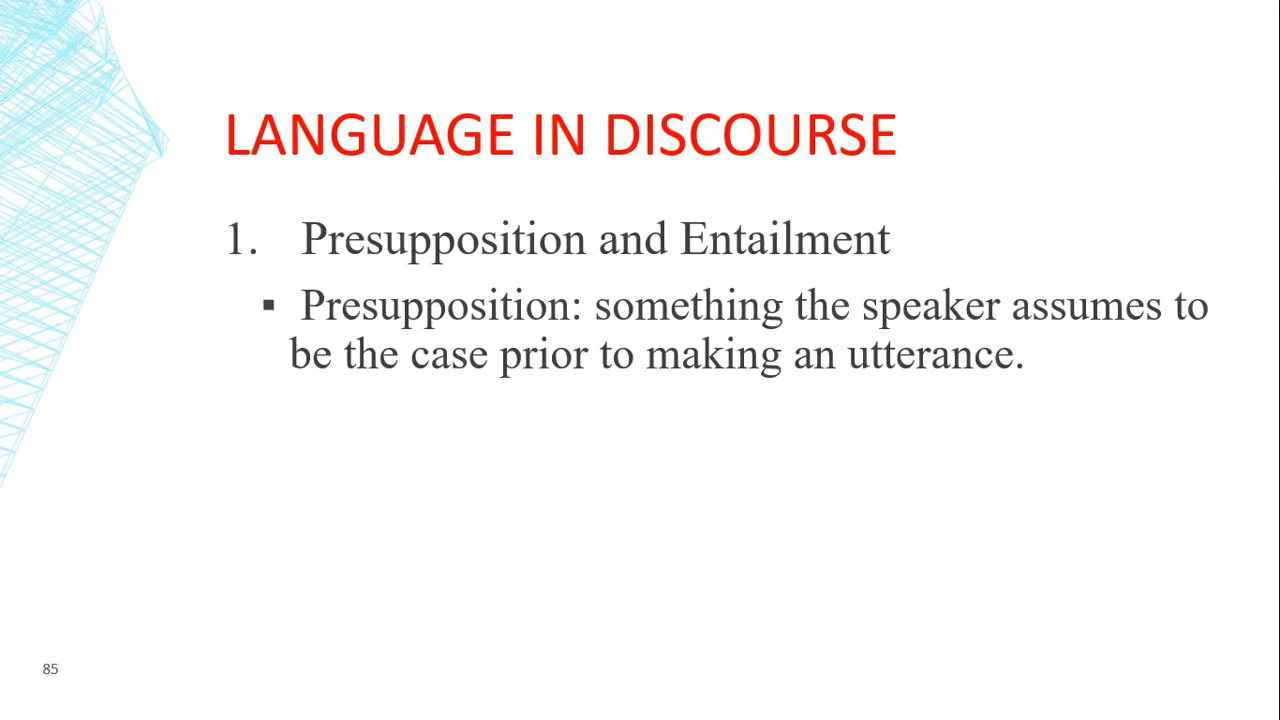 LANGUAGE IN DISCOURSE
1. Presupposition and Entailment
▪ Presupposition: something the speaker assumes to
be the case prior to making an utterance.
85